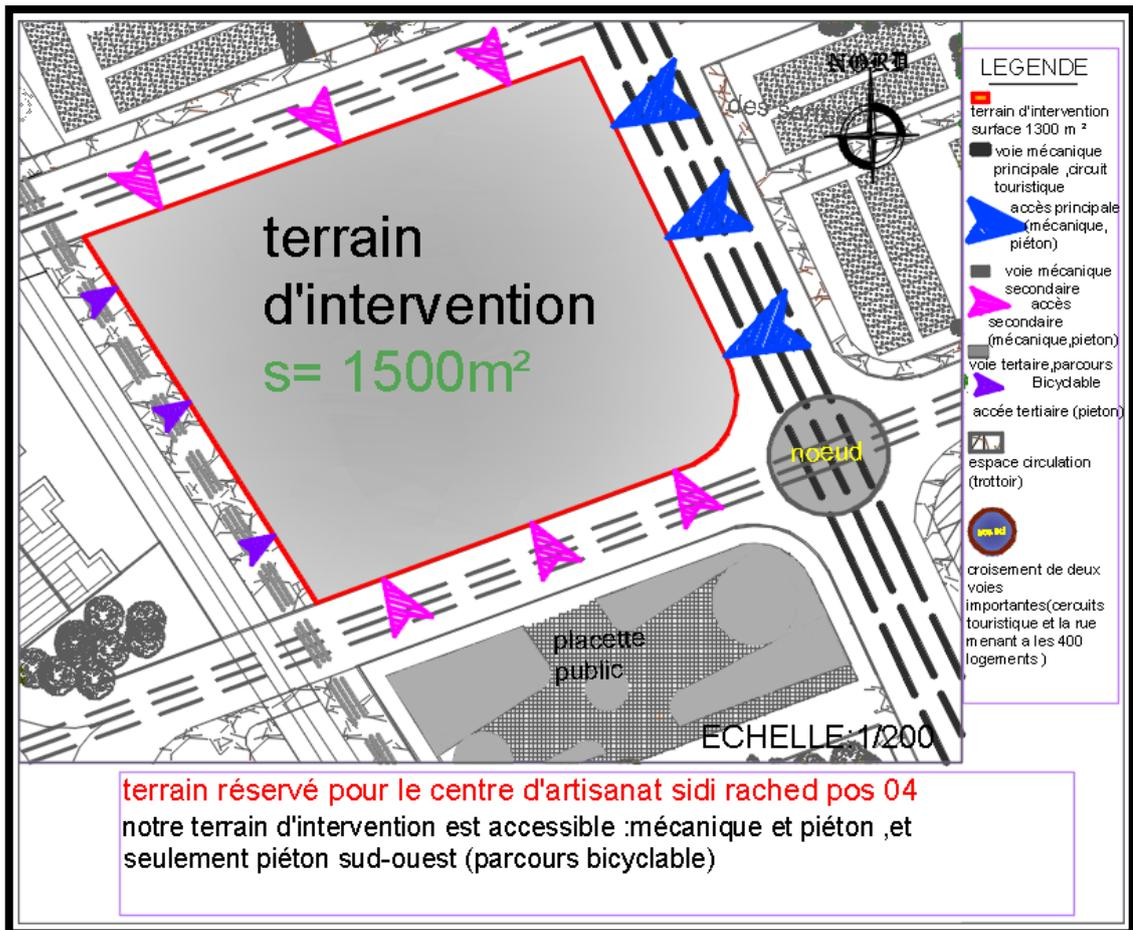 NORD
des serres
terrain
d'intervention
s= 1500m²
noeud
placette
public
ECHELLE:1/200
LEGENDE
terrain d'intervention
surface 1300 m ²
voie mécanique
principale ,circuit
touristique
accès principale
(mécanique,
piéton)
voie mécanique
secondaire
accès
secondaire
(mécanique,pieton)
voie tertaire,parcours
Bicyclable
accée tertiaire (pieton)
espace circulation
(trottoir)
croisement de deux
voies
importantes(cercuits
touristique et la rue
menant a les 400
logements )
terrain réservé pour le centre d'artisanat sidi rached pos 04
notre terrain d'intervention est accessible :mécanique et piéton ,et
seulement piéton sud-ouest (parcours bicyclable)